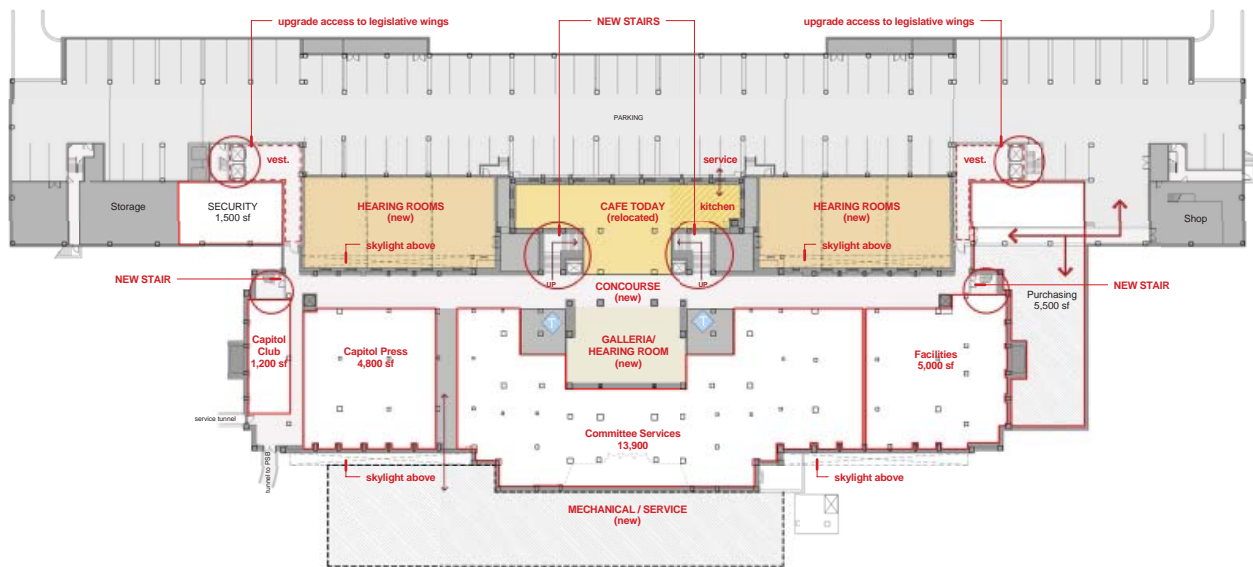 upgrade access to legislative wings
NEW STAIRS
upgrade access to legislative wings
PARKING
vest.
service
vest.
Storage
SECURITY
1,500 sf
HEARING ROOMS
(new)
CAFE TODAY
(relocated)
kitchen
HEARING ROOMS
(new)
Shop
skylight above
skylight above
NEW STAIR
UP
UP
CONCOURSE
(new)
NEW STAIR
Purchasing
5,500 sf
T
T
Capitol
Club
1,200 sf
Capitol Press
4,800 sf
GALLERIA/
HEARING ROOM
(new)
Facilities
5,000 sf
service tunnel
Committee Services
13,900
tunnel to PSB
skylight above
skylight above
MECHANICAL / SERVICE
(new)